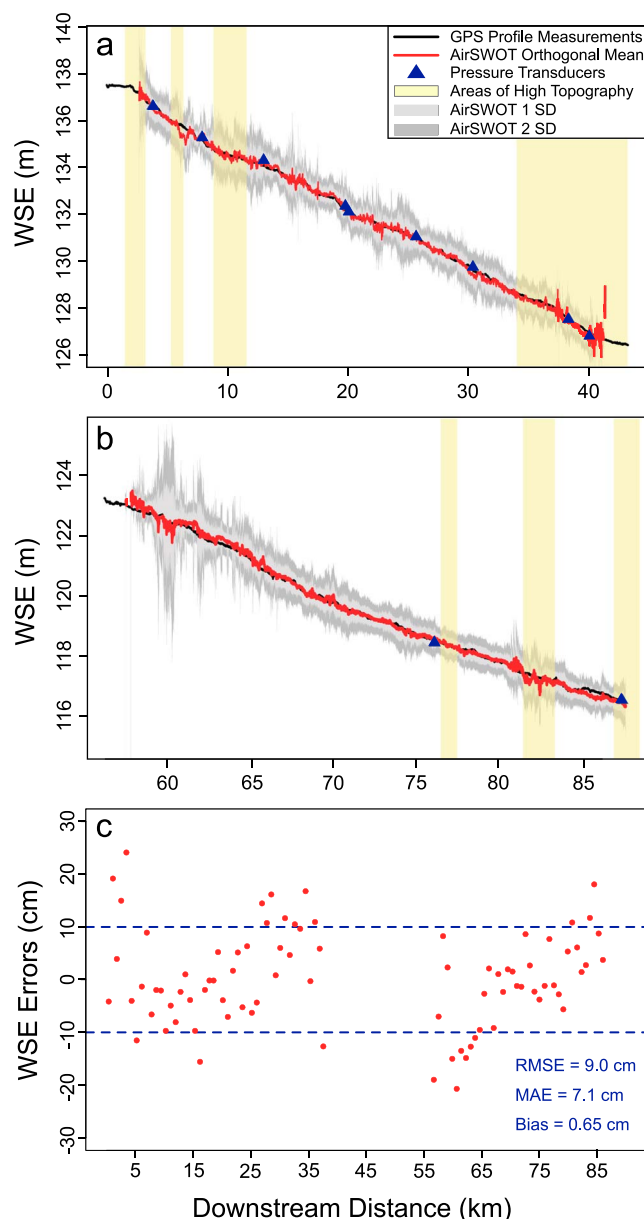 a
GPS Profile Measurements
AirSWOT Orthogonal Mean
Pressure Transducers
Areas of High Topography
AirSWOT 1 SD
AirSWOT 2 SD
WSE (m)
140
138
136
134
132
130
128
126
0 10 20 30 40
b
WSE (m)
124
122
120
118
116
60 65 70 75 80 85
c
WSE Errors (cm)
30
20
10
0
-10
-20
-30
RMSE = 9.0 cm
MAE = 7.1 cm
Bias = 0.65 cm
5 15 25 35 45 55 65 75 85
Downstream Distance (km)